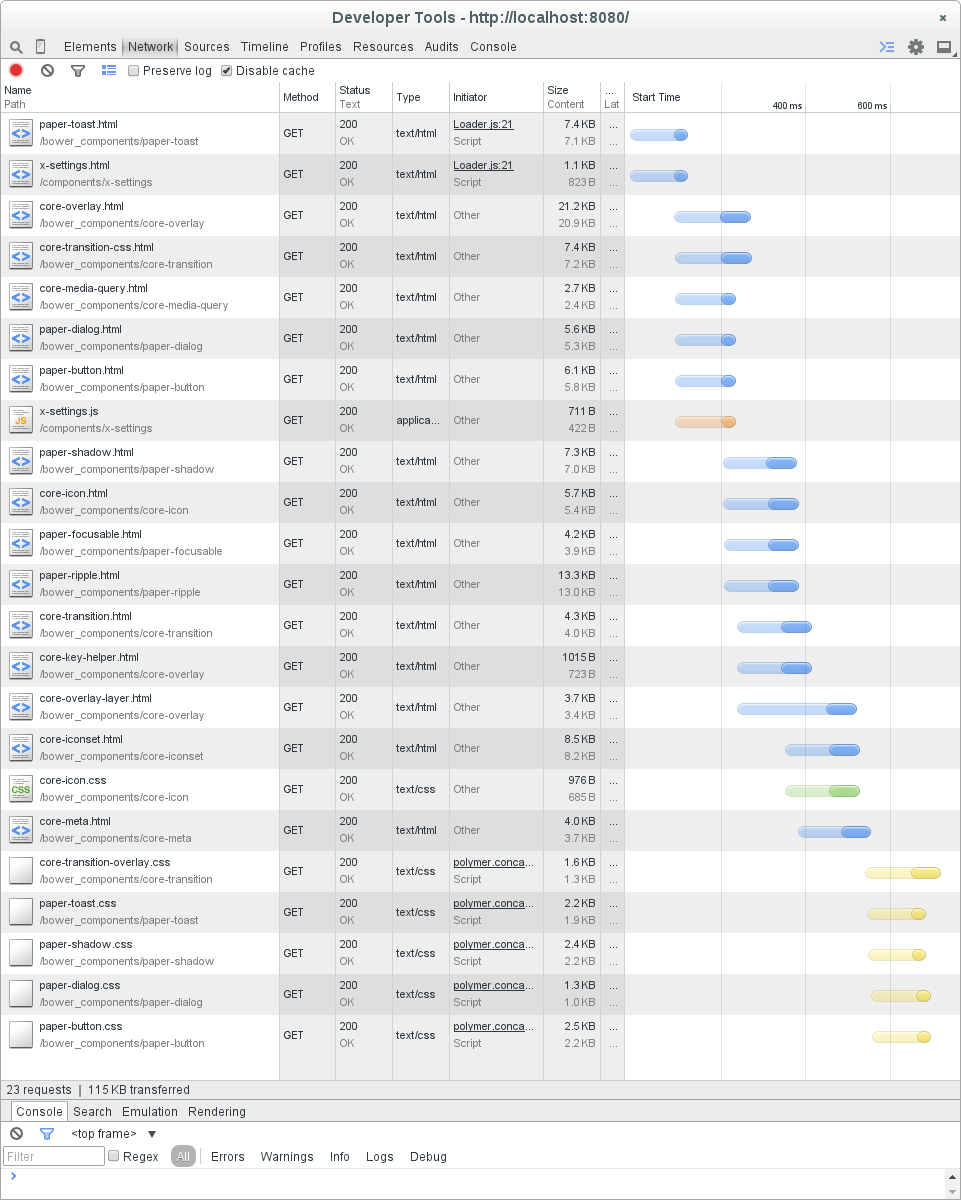 Developer Tools - http://localhost:8080/
Elements Network Sources Timeline Profiles Resources Audits Console
Preserve log Disable cache
Name Path Method Status Text Type Initiator Size Content ... Lat Start Time 400 ms 600 ms
paper-toast.html GET 200 text/html Loader.js:21 7.4 KB ...
/bower_components/paper-toast OK Script 7.1 KB ...
x-settings.html GET 200 text/html Loader.js:21 1.1 KB ...
/components/x-settings OK Script 823 B ...
core-overlay.html GET 200 text/html Other 21.2 KB ...
/bower_components/core-overlay OK 20.9 KB ...
core-transition-css.html GET 200 text/html Other 7.4 KB ...
/bower_components/core-transition OK 7.2 KB ...
core-media-query.html GET 200 text/html Other 2.7 KB ...
/bower_components/core-media-query OK 2.4 KB ...
paper-dialog.html GET 200 text/html Other 5.6 KB ...
/bower_components/paper-dialog OK 5.3 KB ...
paper-button.html GET 200 text/html Other 6.1 KB ...
/bower_components/paper-button OK 5.8 KB ...
x-settings.js GET 200 applica... Other 711 B ...
/components/x-settings OK 422 B ...
paper-shadow.html GET 200 text/html Other 7.3 KB ...
/bower_components/paper-shadow OK 7.0 KB ...
core-icon.html GET 200 text/html Other 5.7 KB ...
/bower_components/core-icon OK 5.4 KB ...
paper-focusable.html GET 200 text/html Other 4.2 KB ...
/bower_components/paper-focusable OK 3.9 KB ...
paper-ripple.html GET 200 text/html Other 13.3 KB ...
/bower_components/paper-ripple OK 13.0 KB ...
core-transition.html GET 200 text/html Other 4.3 KB ...
/bower_components/core-transition OK 4.0 KB ...
core-key-helper.html GET 200 text/html Other 1015 B ...
/bower_components/core-overlay OK 723 B ...
core-overlay-layer.html GET 200 text/html Other 3.7 KB ...
/bower_components/core-overlay OK 3.4 KB ...
core-iconset.html GET 200 text/html Other 8.5 KB ...
/bower_components/core-iconset OK 8.2 KB ...
core-icon.css GET 200 text/css Other 976 B ...
/bower_components/core-icon OK 685 B ...
core-meta.html GET 200 text/html Other 4.0 KB ...
/bower_components/core-meta OK 3.7 KB ...
core-transition-overlay.css GET 200 text/css polymer.conca... 1.6 KB ...
/bower_components/core-transition OK Script 1.3 KB ...
paper-toast.css GET 200 text/css polymer.conca... 2.2 KB ...
/bower_components/paper-toast OK Script 1.9 KB ...
paper-shadow.css GET 200 text/css polymer.conca... 2.4 KB ...
/bower_components/paper-shadow OK Script 2.2 KB ...
paper-dialog.css GET 200 text/css polymer.conca... 1.3 KB ...
/bower_components/paper-dialog OK Script 1.0 KB ...
paper-button.css GET 200 text/css polymer.conca... 2.5 KB ...
/bower_components/paper-button OK Script 2.2 KB ...
23 requests | 115 KB transferred
Console Search Emulation Rendering
<top frame> ▼
Filter Regex All Errors Warnings Info Logs Debug